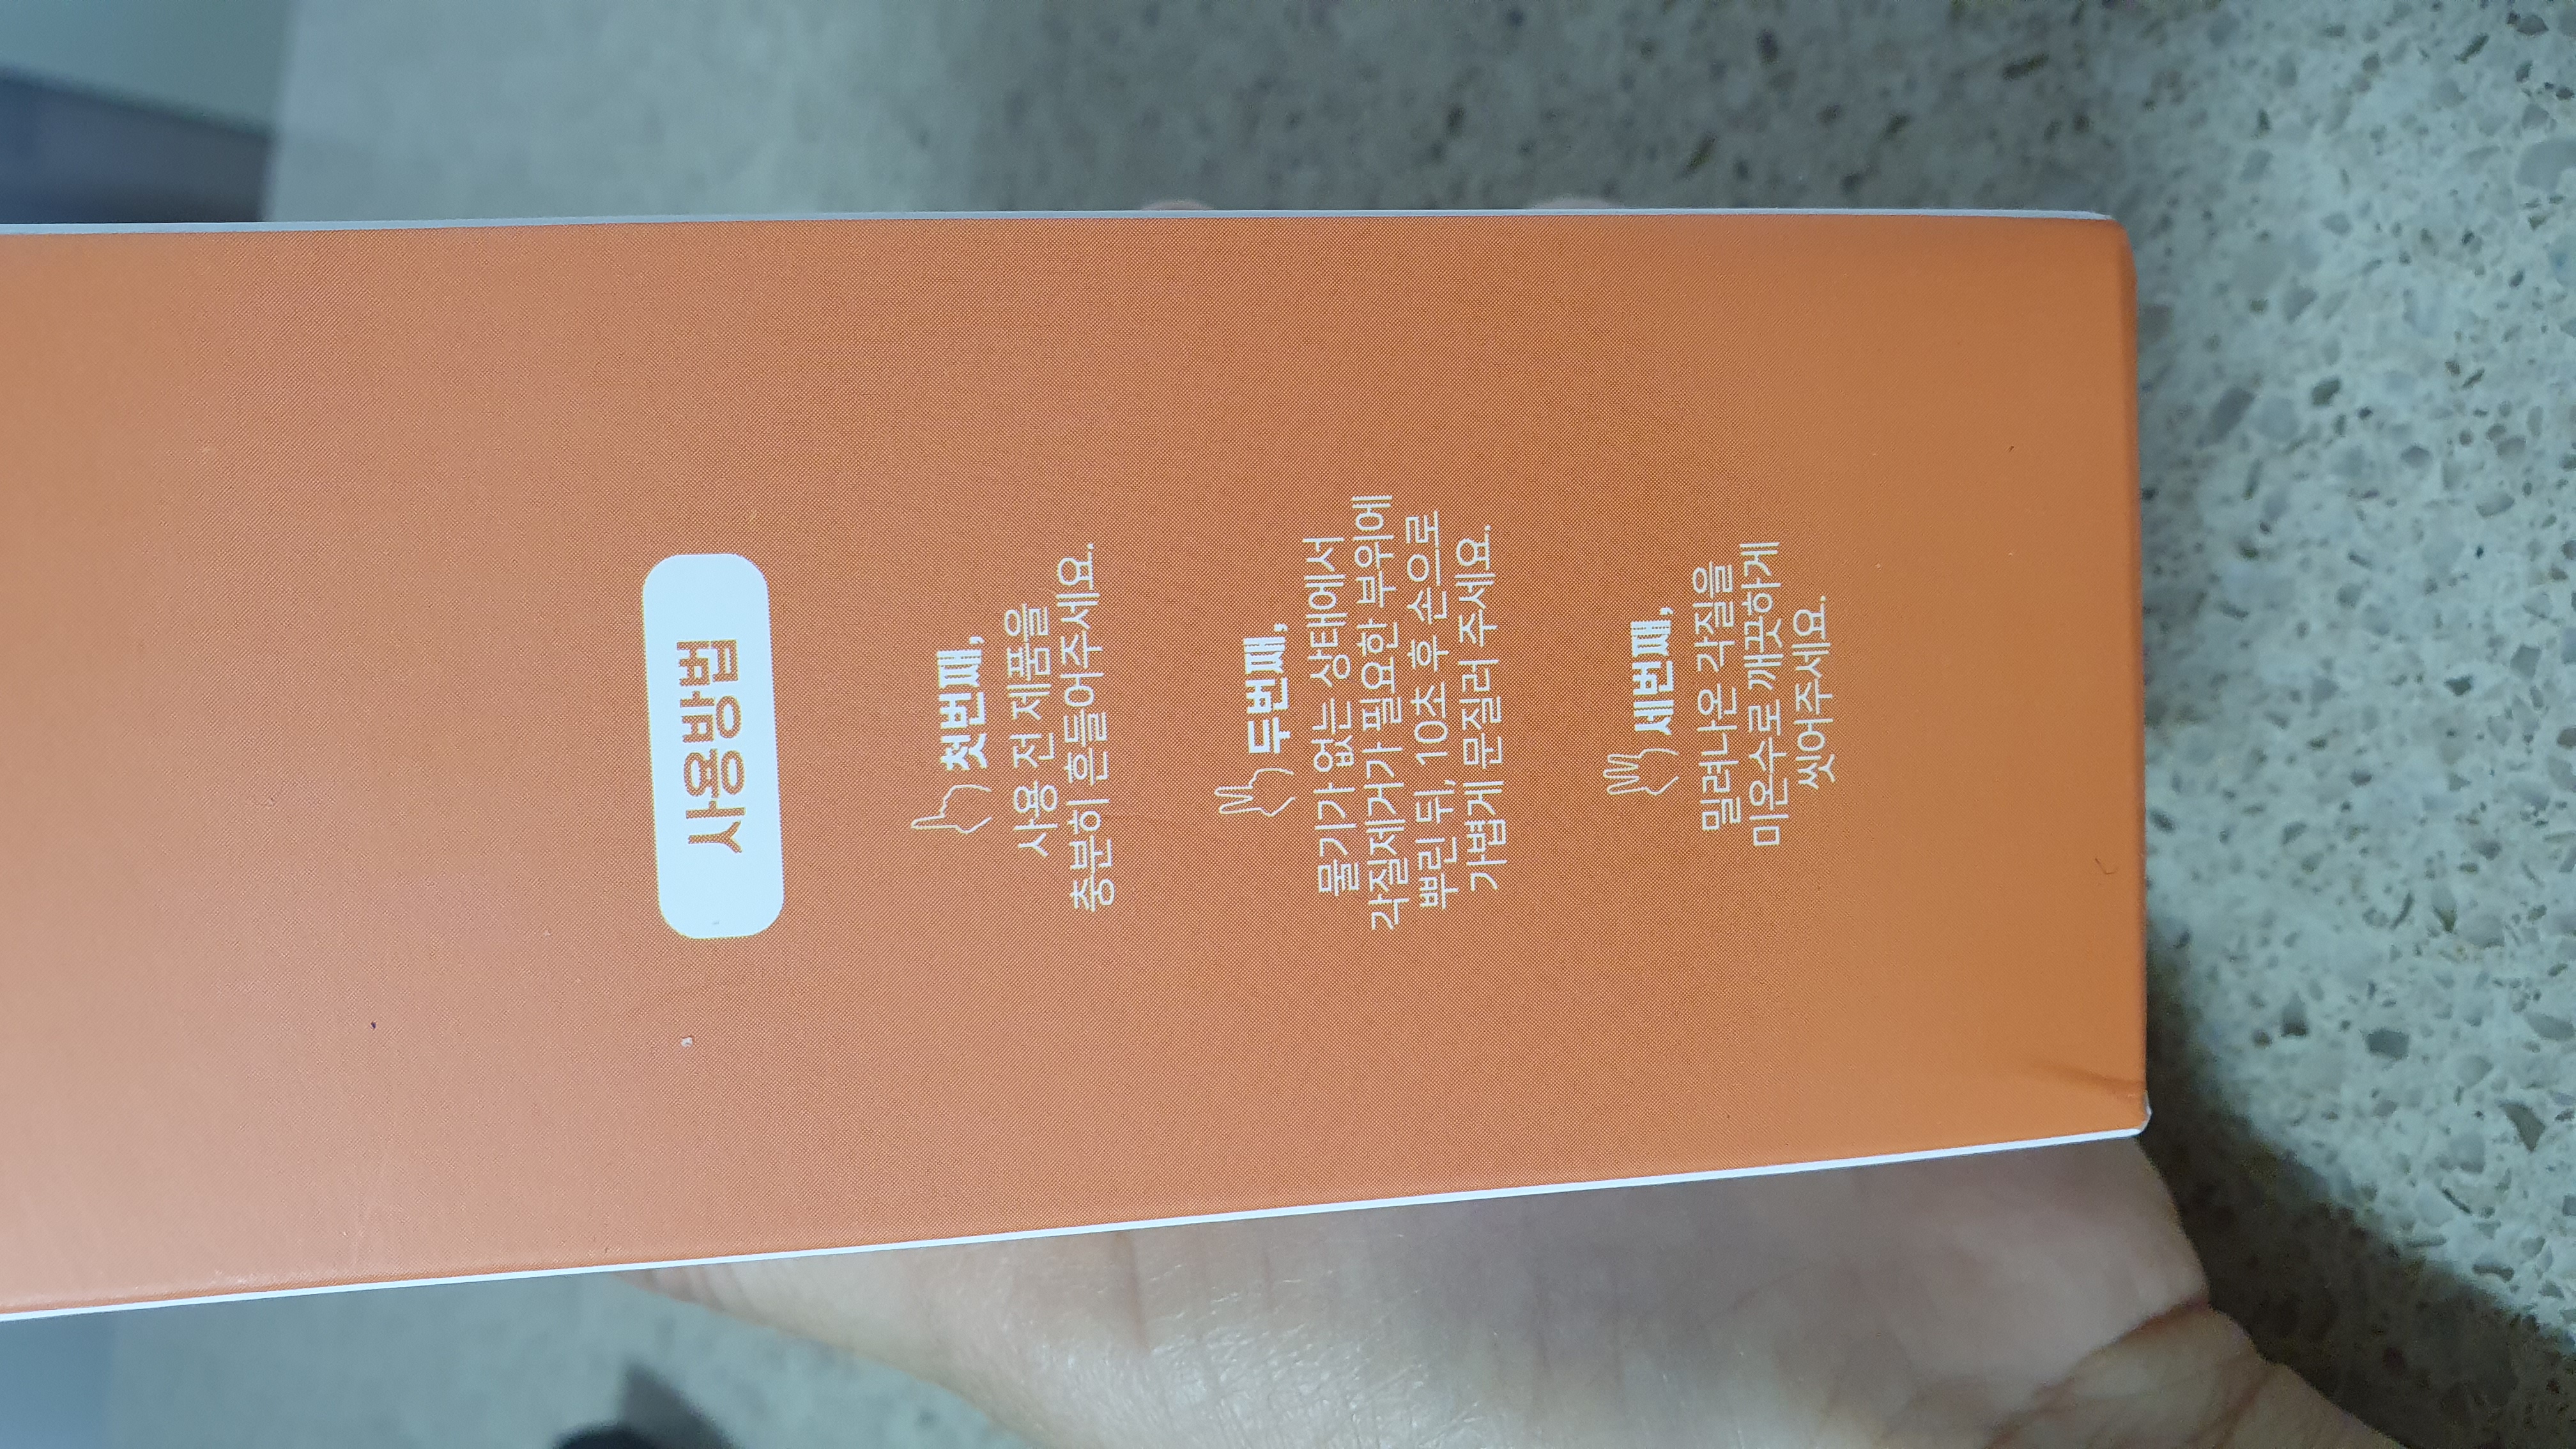 사용방법
첫번째,
사용 전 제품을
충분히 흔들어주세요.
두번째,
물기가 없는 상태에서
각질제거가 필요한 부위에
뿌린 뒤, 10초 후 손으로
가볍게 문질러 주세요.
세번째,
밀려나온 각질을
미온수로 깨끗하게
씻어주세요.